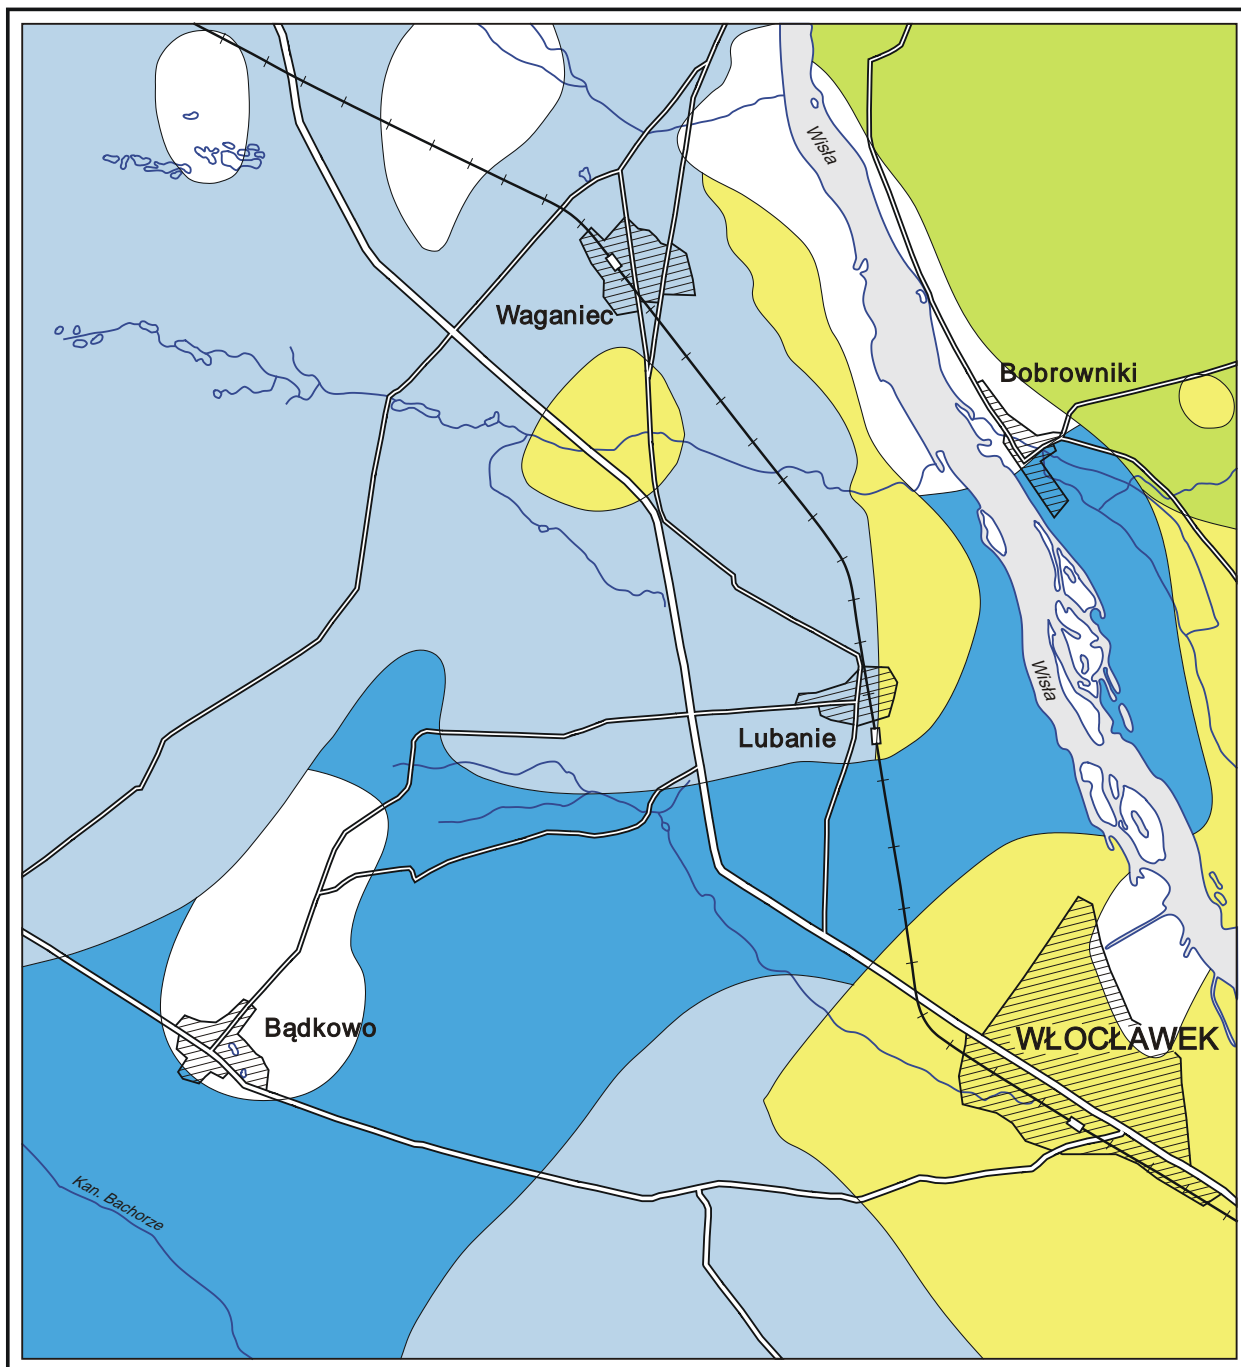 Wisła
Waganiec
Bobrowniki
Wisła
Lubanie
Bądkowo
WŁOCŁAWEK
Kan. Bachorze